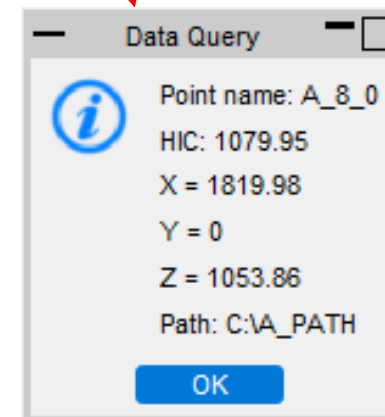 Data Query
Point name: A_8_0
HIC: 1079.95
X = 1819.98
Y = 0
Z = 1053.86
Path: C:\A_PATH
OK